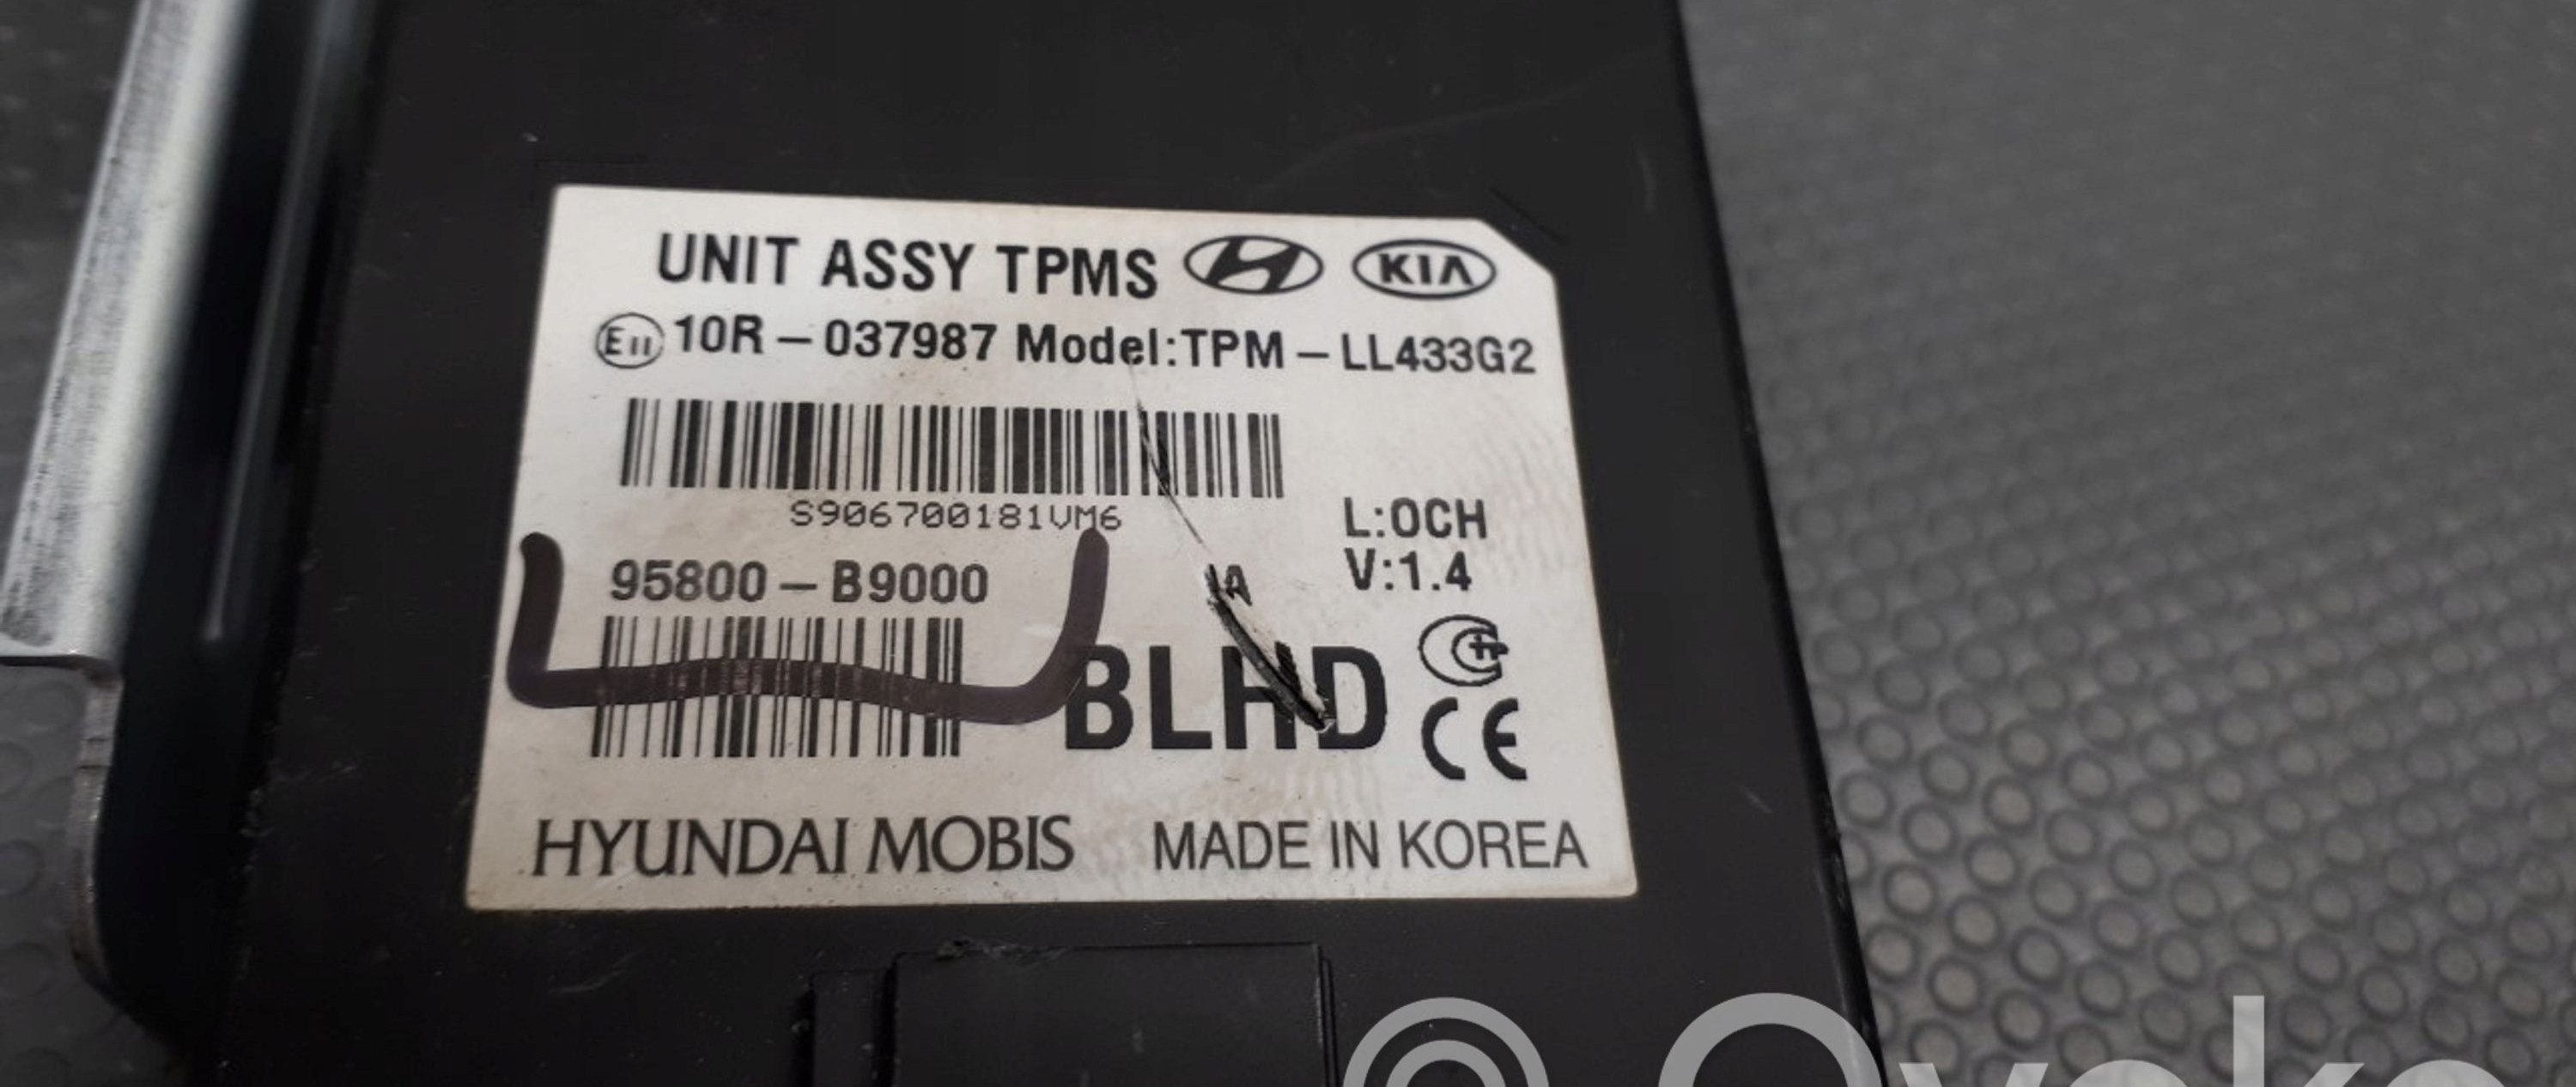 UNIT ASSY TPMS KIA
E11 10R-037987 Model:TPM-LL433G2
S906700181VM6
L:OCH
95800-B9000
V:1.4
BLHD
CE
HYUNDAI MOBIS MADE IN KOREA